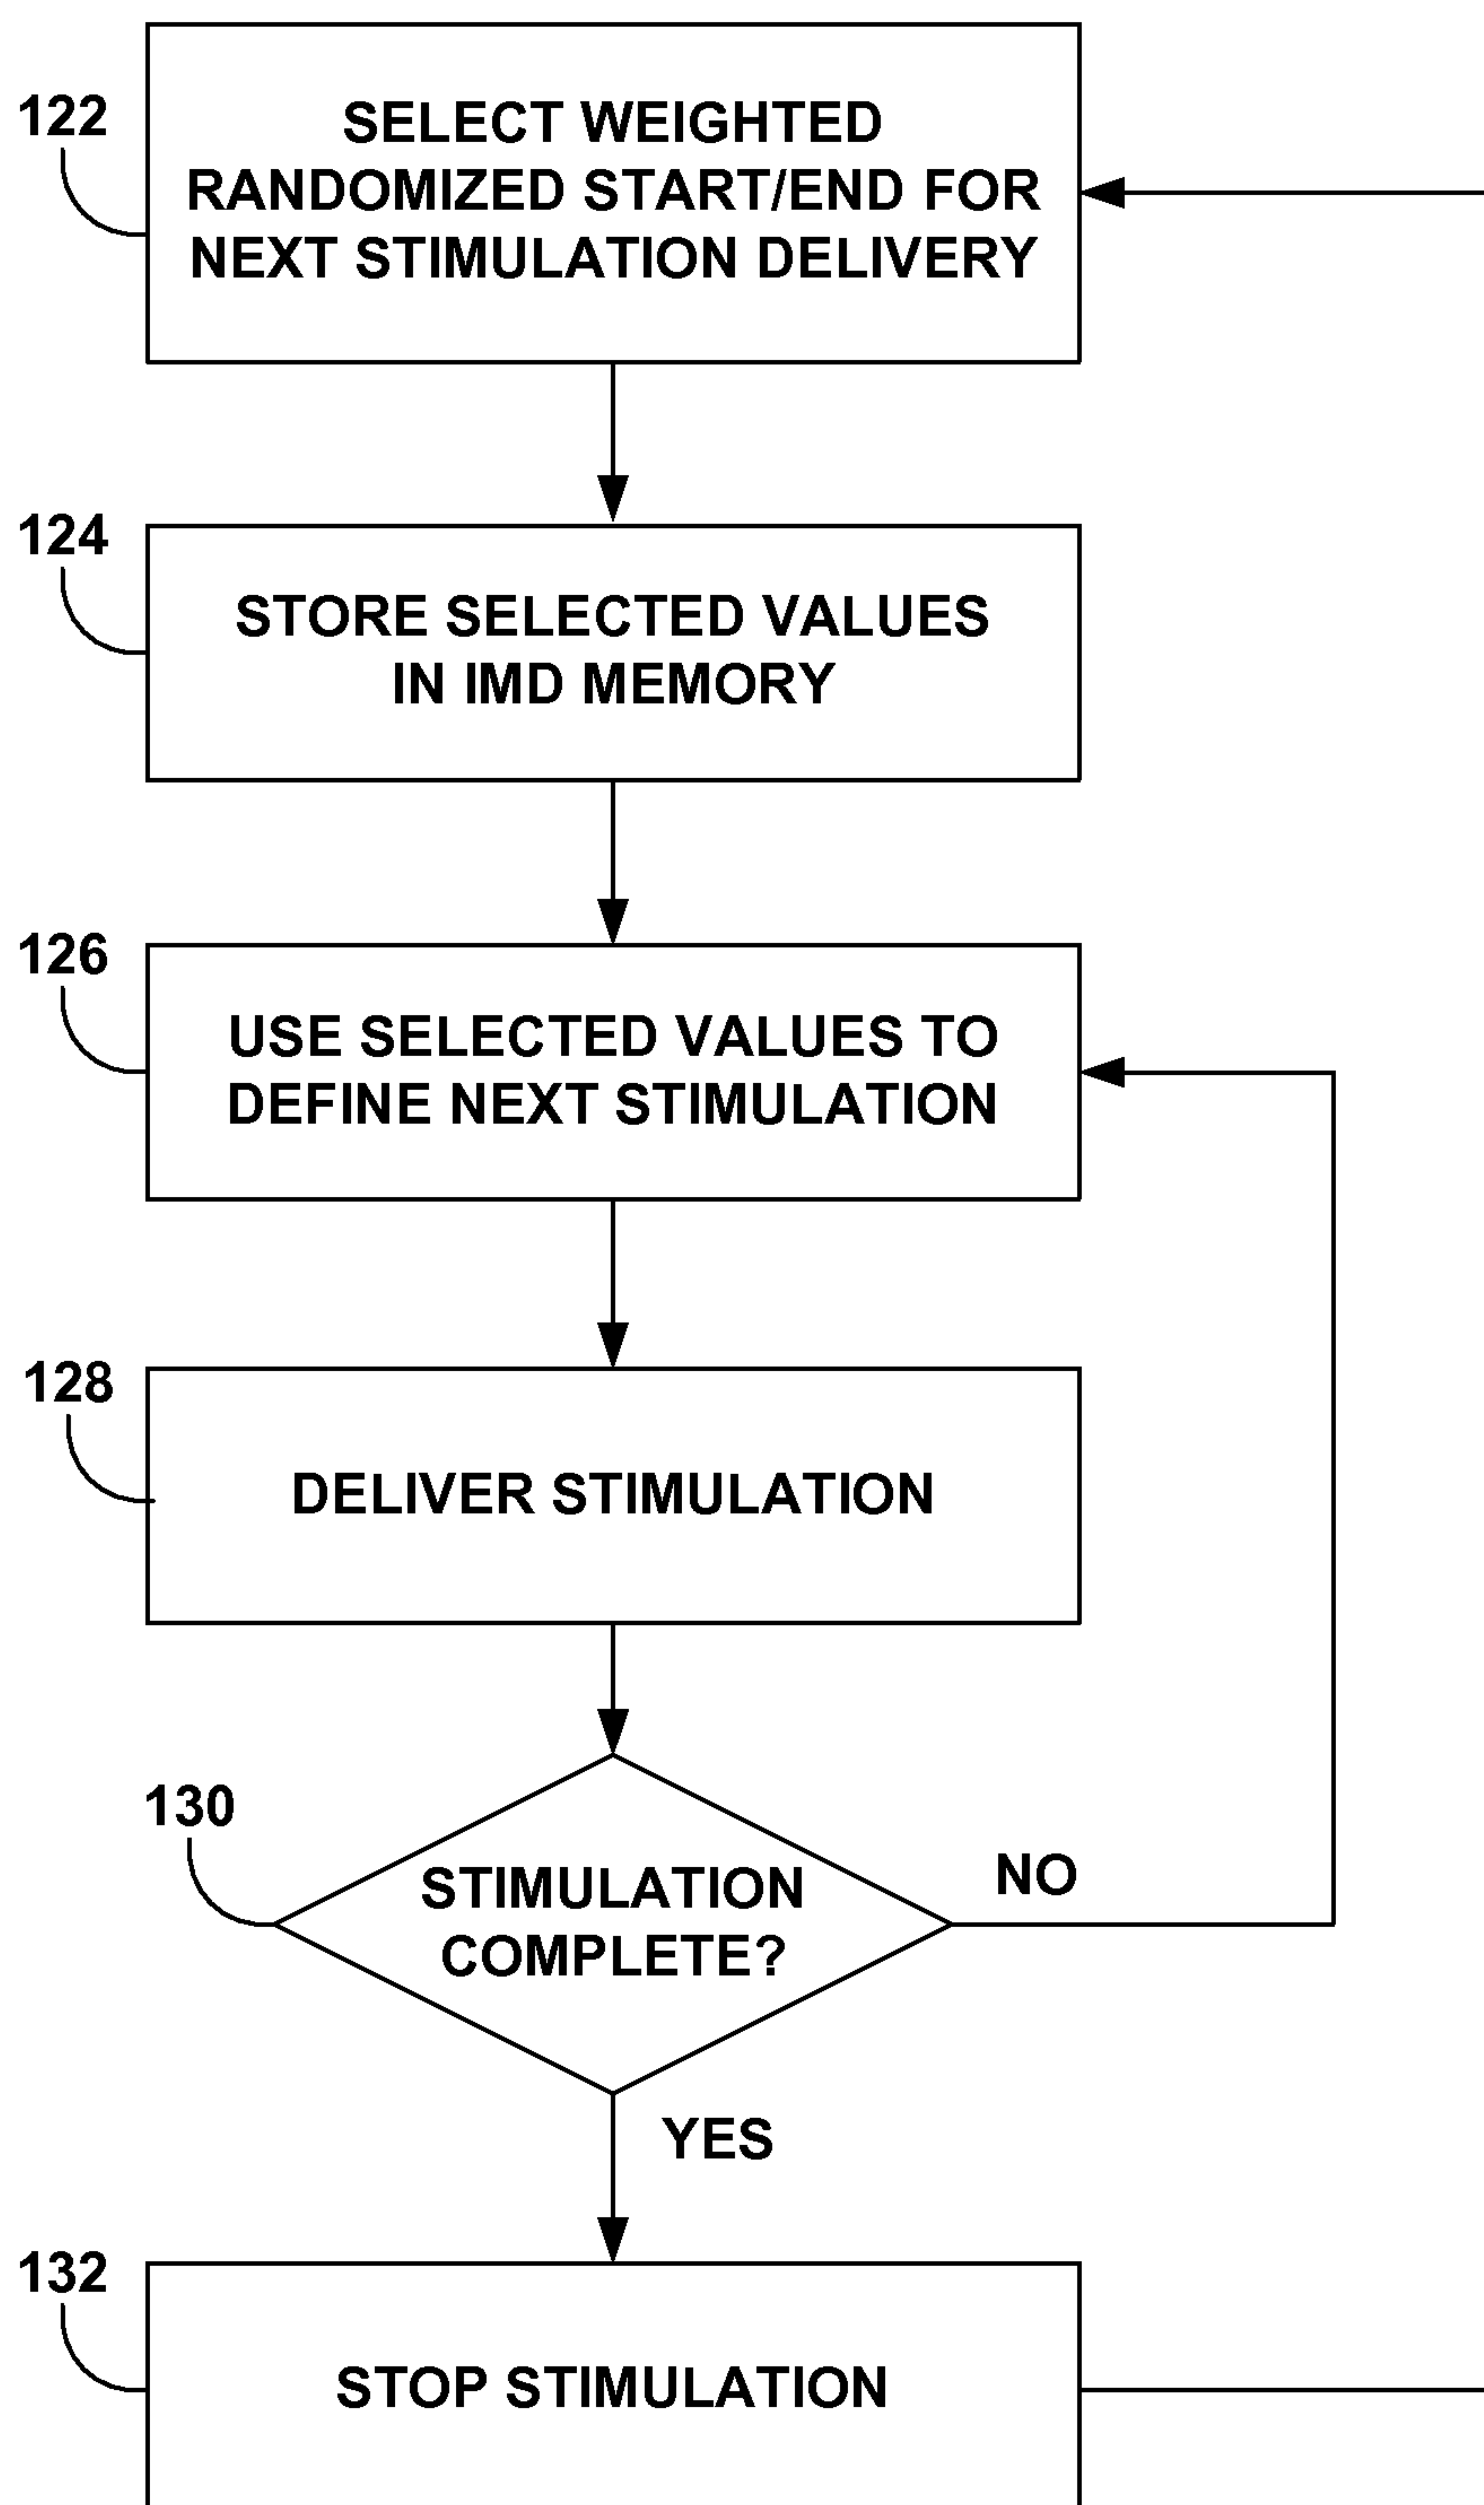 122
SELECT WEIGHTED
RANDOMIZED START/END FOR
NEXT STIMULATION DELIVERY
124
STORE SELECTED VALUES
IN IMD MEMORY
126
USE SELECTED VALUES TO
DEFINE NEXT STIMULATION
128
DELIVER STIMULATION
130
STIMULATION
COMPLETE?
NO
YES
132
STOP STIMULATION